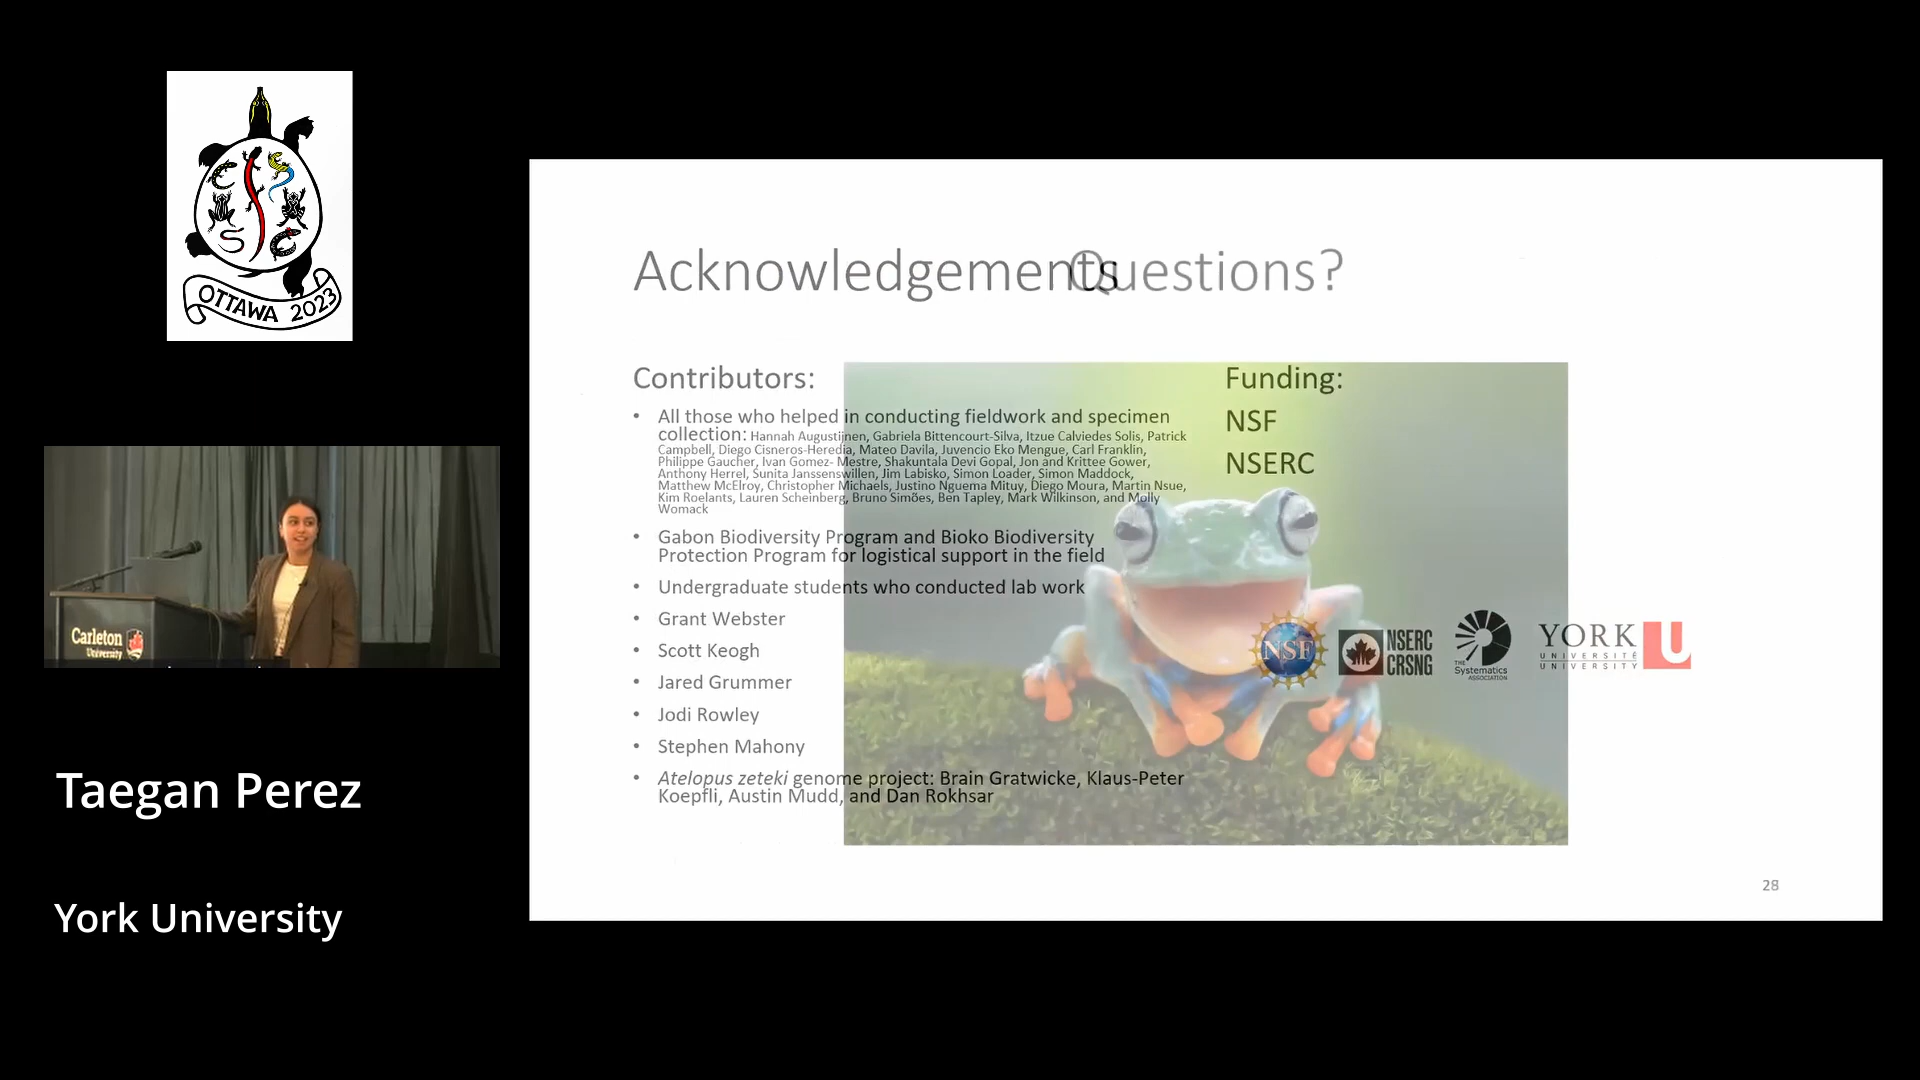 OTTAWA 2023
Carleton
University
Taegan Perez
York University
Acknowledgements
Questions?
Contributors:
• All those who helped in conducting fieldwork and specimen
collection: Hannah Augustijnen, Gabriela Bittencourt-Silva, Itzue Calviedes Solis, Patrick
Campbell, Diego Cisneros-Heredia, Mateo Davila, Juvencio Eko Mengue, Carl Franklin,
Philippe Gaucher, Ivan Gomez- Mestre, Shakuntala Devi Gopal, Jon and Krittee Gower,
Anthony Herrel, Sunita Janssenswillen, Jim Labisko, Simon Loader, Simon Maddock,
Matthew McElroy, Christopher Michaels, Justino Nguema Mituy, Diego Moura, Martin Nsue,
Kim Roelants, Lauren Scheinberg, Bruno Simões, Ben Tapley, Mark Wilkinson, and Molly
Womack
• Gabon Biodiversity Program and Bioko Biodiversity
Protection Program for logistical support in the field
• Undergraduate students who conducted lab work
• Grant Webster
• Scott Keogh
• Jared Grummer
• Jodi Rowley
• Stephen Mahony
• Atelopus zeteki genome project: Brain Gratwicke, Klaus-Peter
Koepfli, Austin Mudd, and Dan Rokhsar
Funding:
NSF
NSERC
NSF
NSERC
CRSNG
THE
Systematics
ASSOCIATION
YORK U
UNIVERSITÉ
UNIVERSITY
28